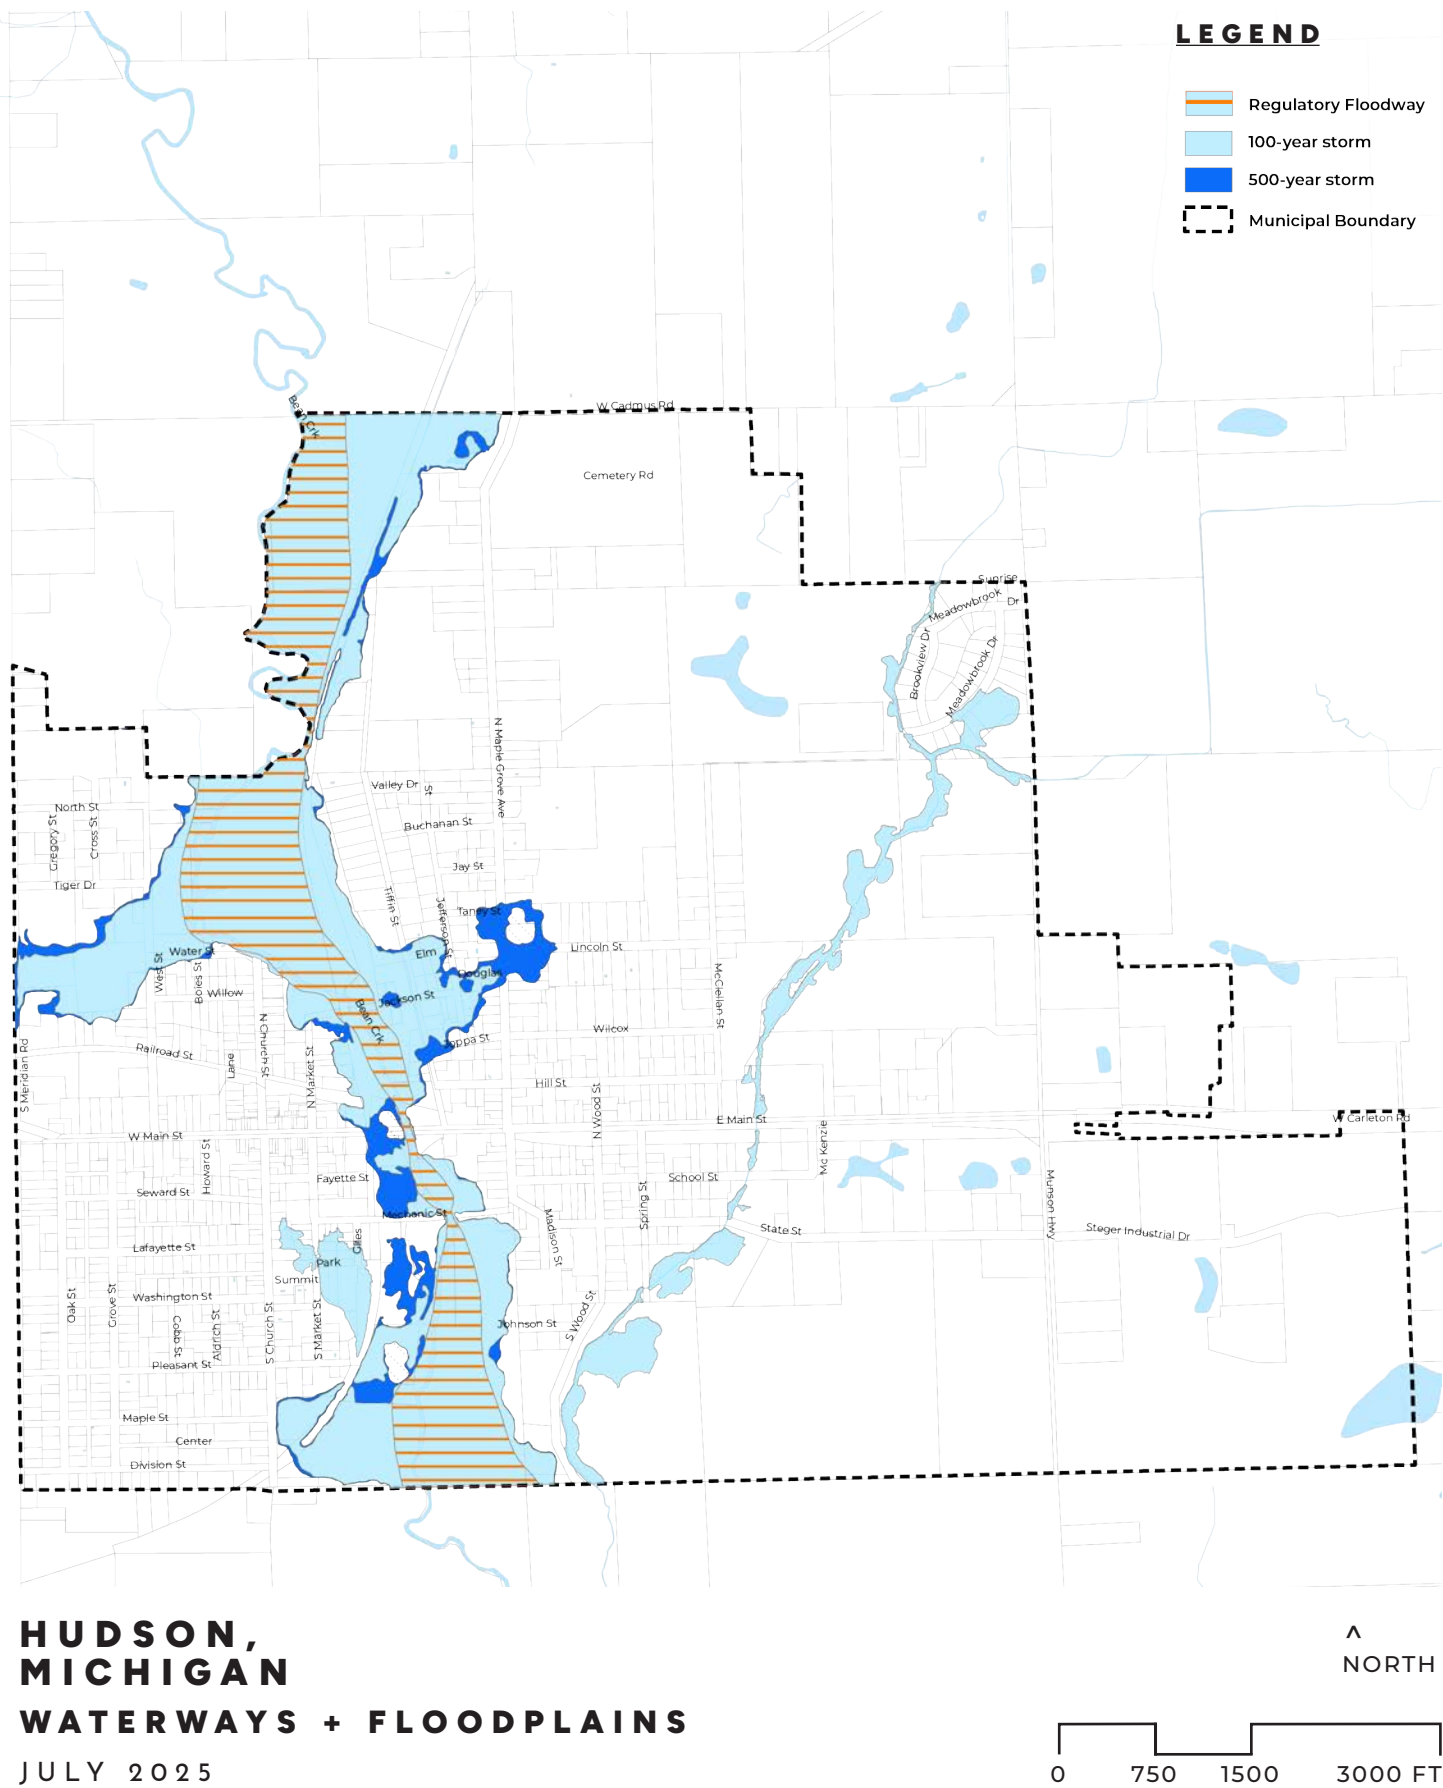 LEGEND
Regulatory Floodway
100-year storm
500-year storm
Municipal Boundary
W Cadmus Rd
Bean Crk
Cemetery Rd
Sunrise
Meadowbrook Dr
Brookview Dr
Meadowbrook Dr
N Maple Grove Ave
Valley Dr
St
North St
Gregory St
Cross St
Buchanan St
Jay St
Tiger Dr
Tiffin St
Jefferson St
Taney St
Lincoln St
Water St
Elm
Douglas
West St
Boles St
Willow
Jackson St
McClellan St
Bean Crk
Wilcox
N Church St
Joppa St
S Meridian Rd
Railroad St
Lane
N Market St
Hill St
N Wood St
E Main St
W Carleton Rd
W Main St
Mc Kenzie
Howard St
Fayette St
School St
Seward St
Munson Hwy
Mechanic St
Spring St
Madison St
State St
Steger Industrial Dr
Lafayette St
Giles
Park
Summit
Oak St
Grove St
Washington St
Cobb St
Aldrich St
S Church St
S Market St
Johnson St
S Wood St
Pleasant St
Maple St
Center
Division St
HUDSON,
MICHIGAN
WATERWAYS + FLOODPLAINS
JULY 2025
^
NORTH
0 750 1500 3000 FT